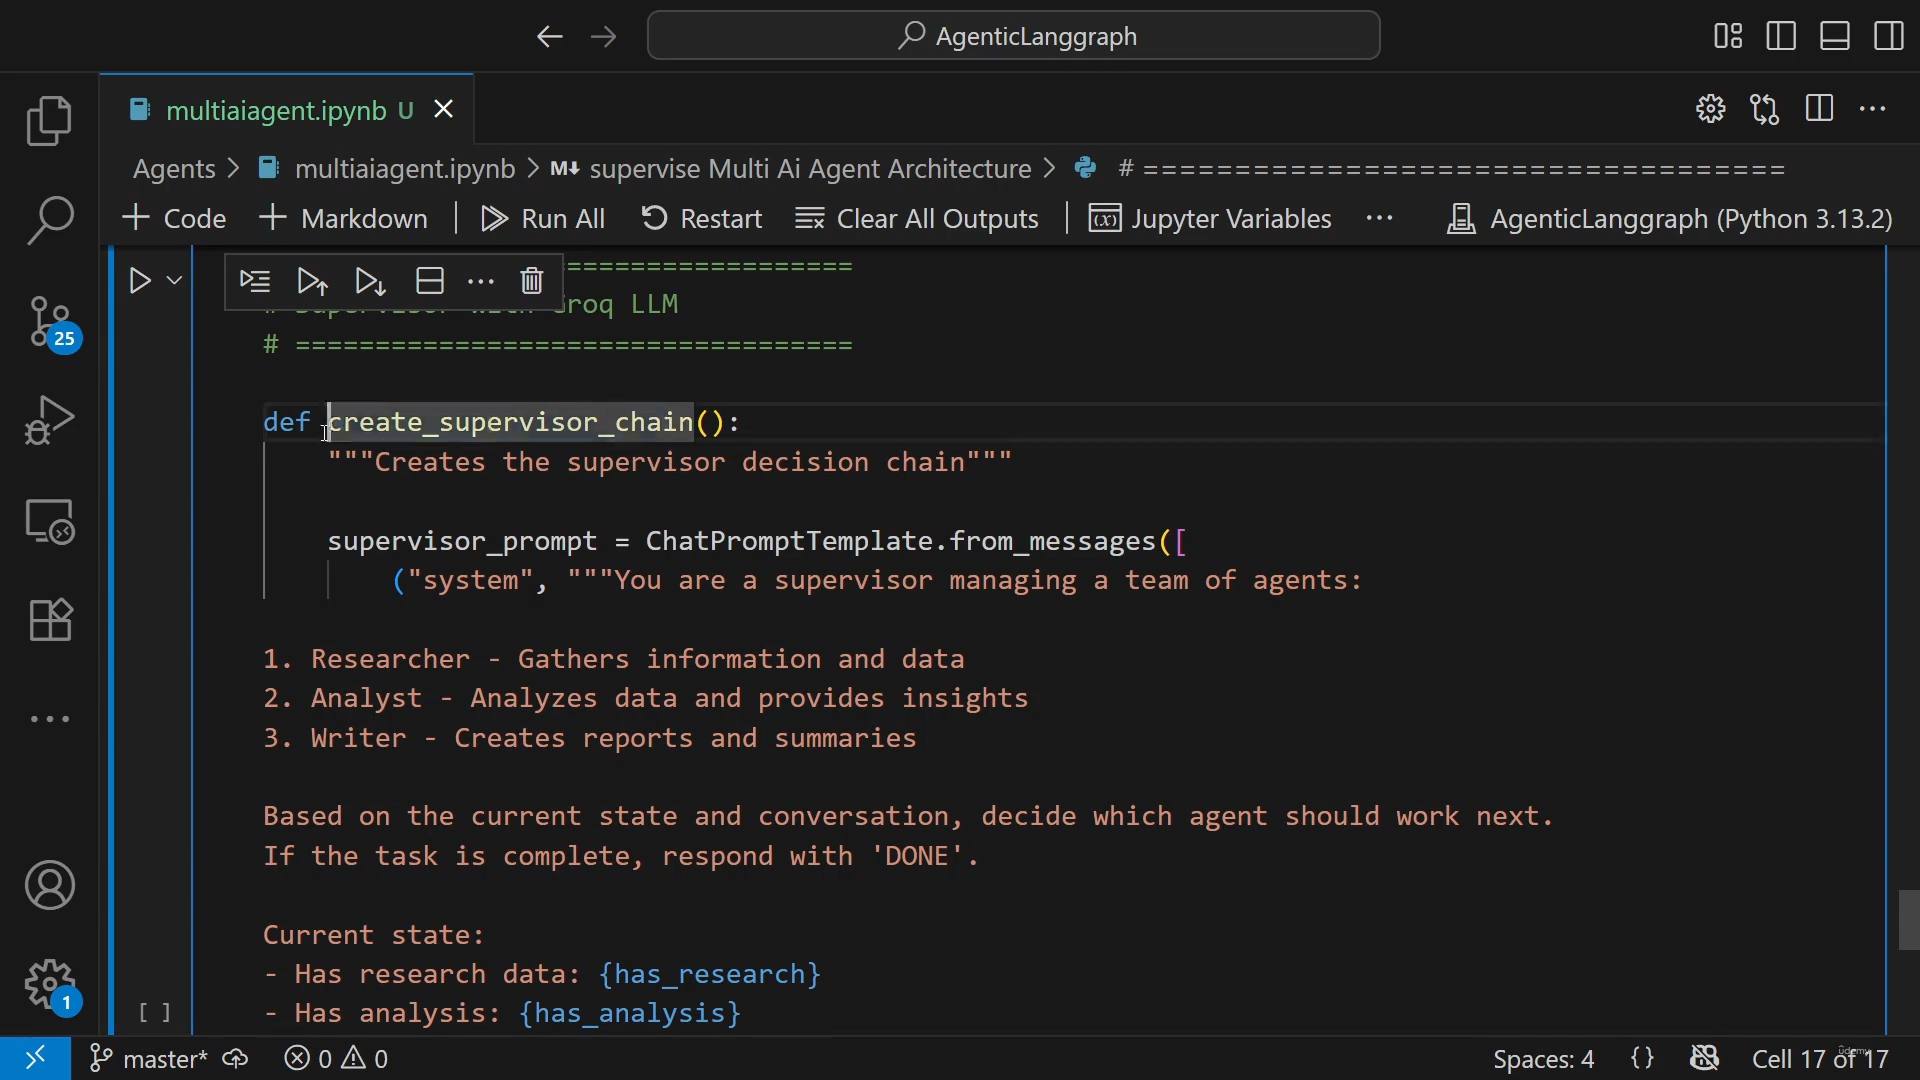 AgenticLanggraph
multiaiagent.ipynb U
Agents > multiaiagent.ipynb > M↓ supervise Multi Ai Agent Architecture > # ===================================
+ Code + Markdown | Run All Restart Clear All Outputs | Jupyter Variables ... AgenticLanggraph (Python 3.13.2)
# Supervisor with Groq LLM
# ===================================
def create_supervisor_chain():
"""Creates the supervisor decision chain"""
supervisor_prompt = ChatPromptTemplate.from_messages([
("system", """You are a supervisor managing a team of agents:
1. Researcher - Gathers information and data
2. Analyst - Analyzes data and provides insights
3. Writer - Creates reports and summaries
Based on the current state and conversation, decide which agent should work next.
If the task is complete, respond with 'DONE'.
Current state:
- Has research data: {has_research}
- Has analysis: {has_analysis}
[ ]
25
1
master* 0 0 Spaces: 4 {} Cell 17 of 17
udemy